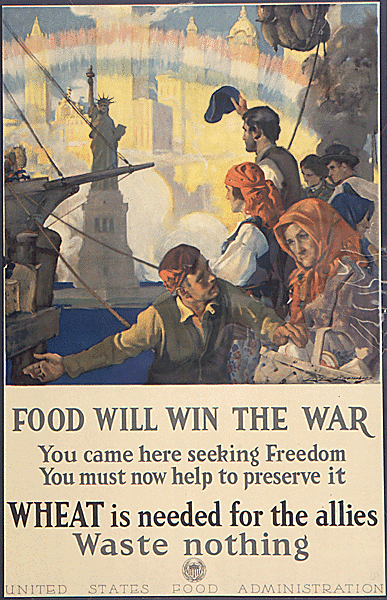 FOOD WILL WIN THE WAR
You came here seeking Freedom
You must now help to preserve it
WHEAT is needed for the allies
Waste nothing
UNITED STATES FOOD ADMINISTRATION